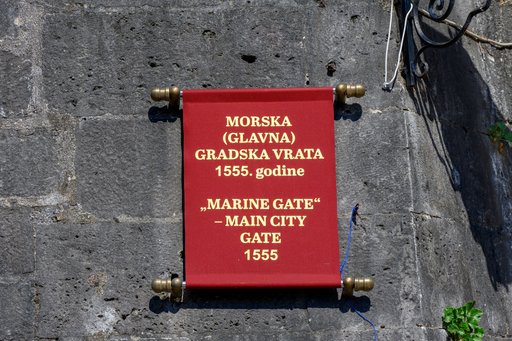 MORSKA
(GLAVNA)
GRADSKA VRATA
1555. godine
„MARINE GATE“
– MAIN CITY
GATE
1555